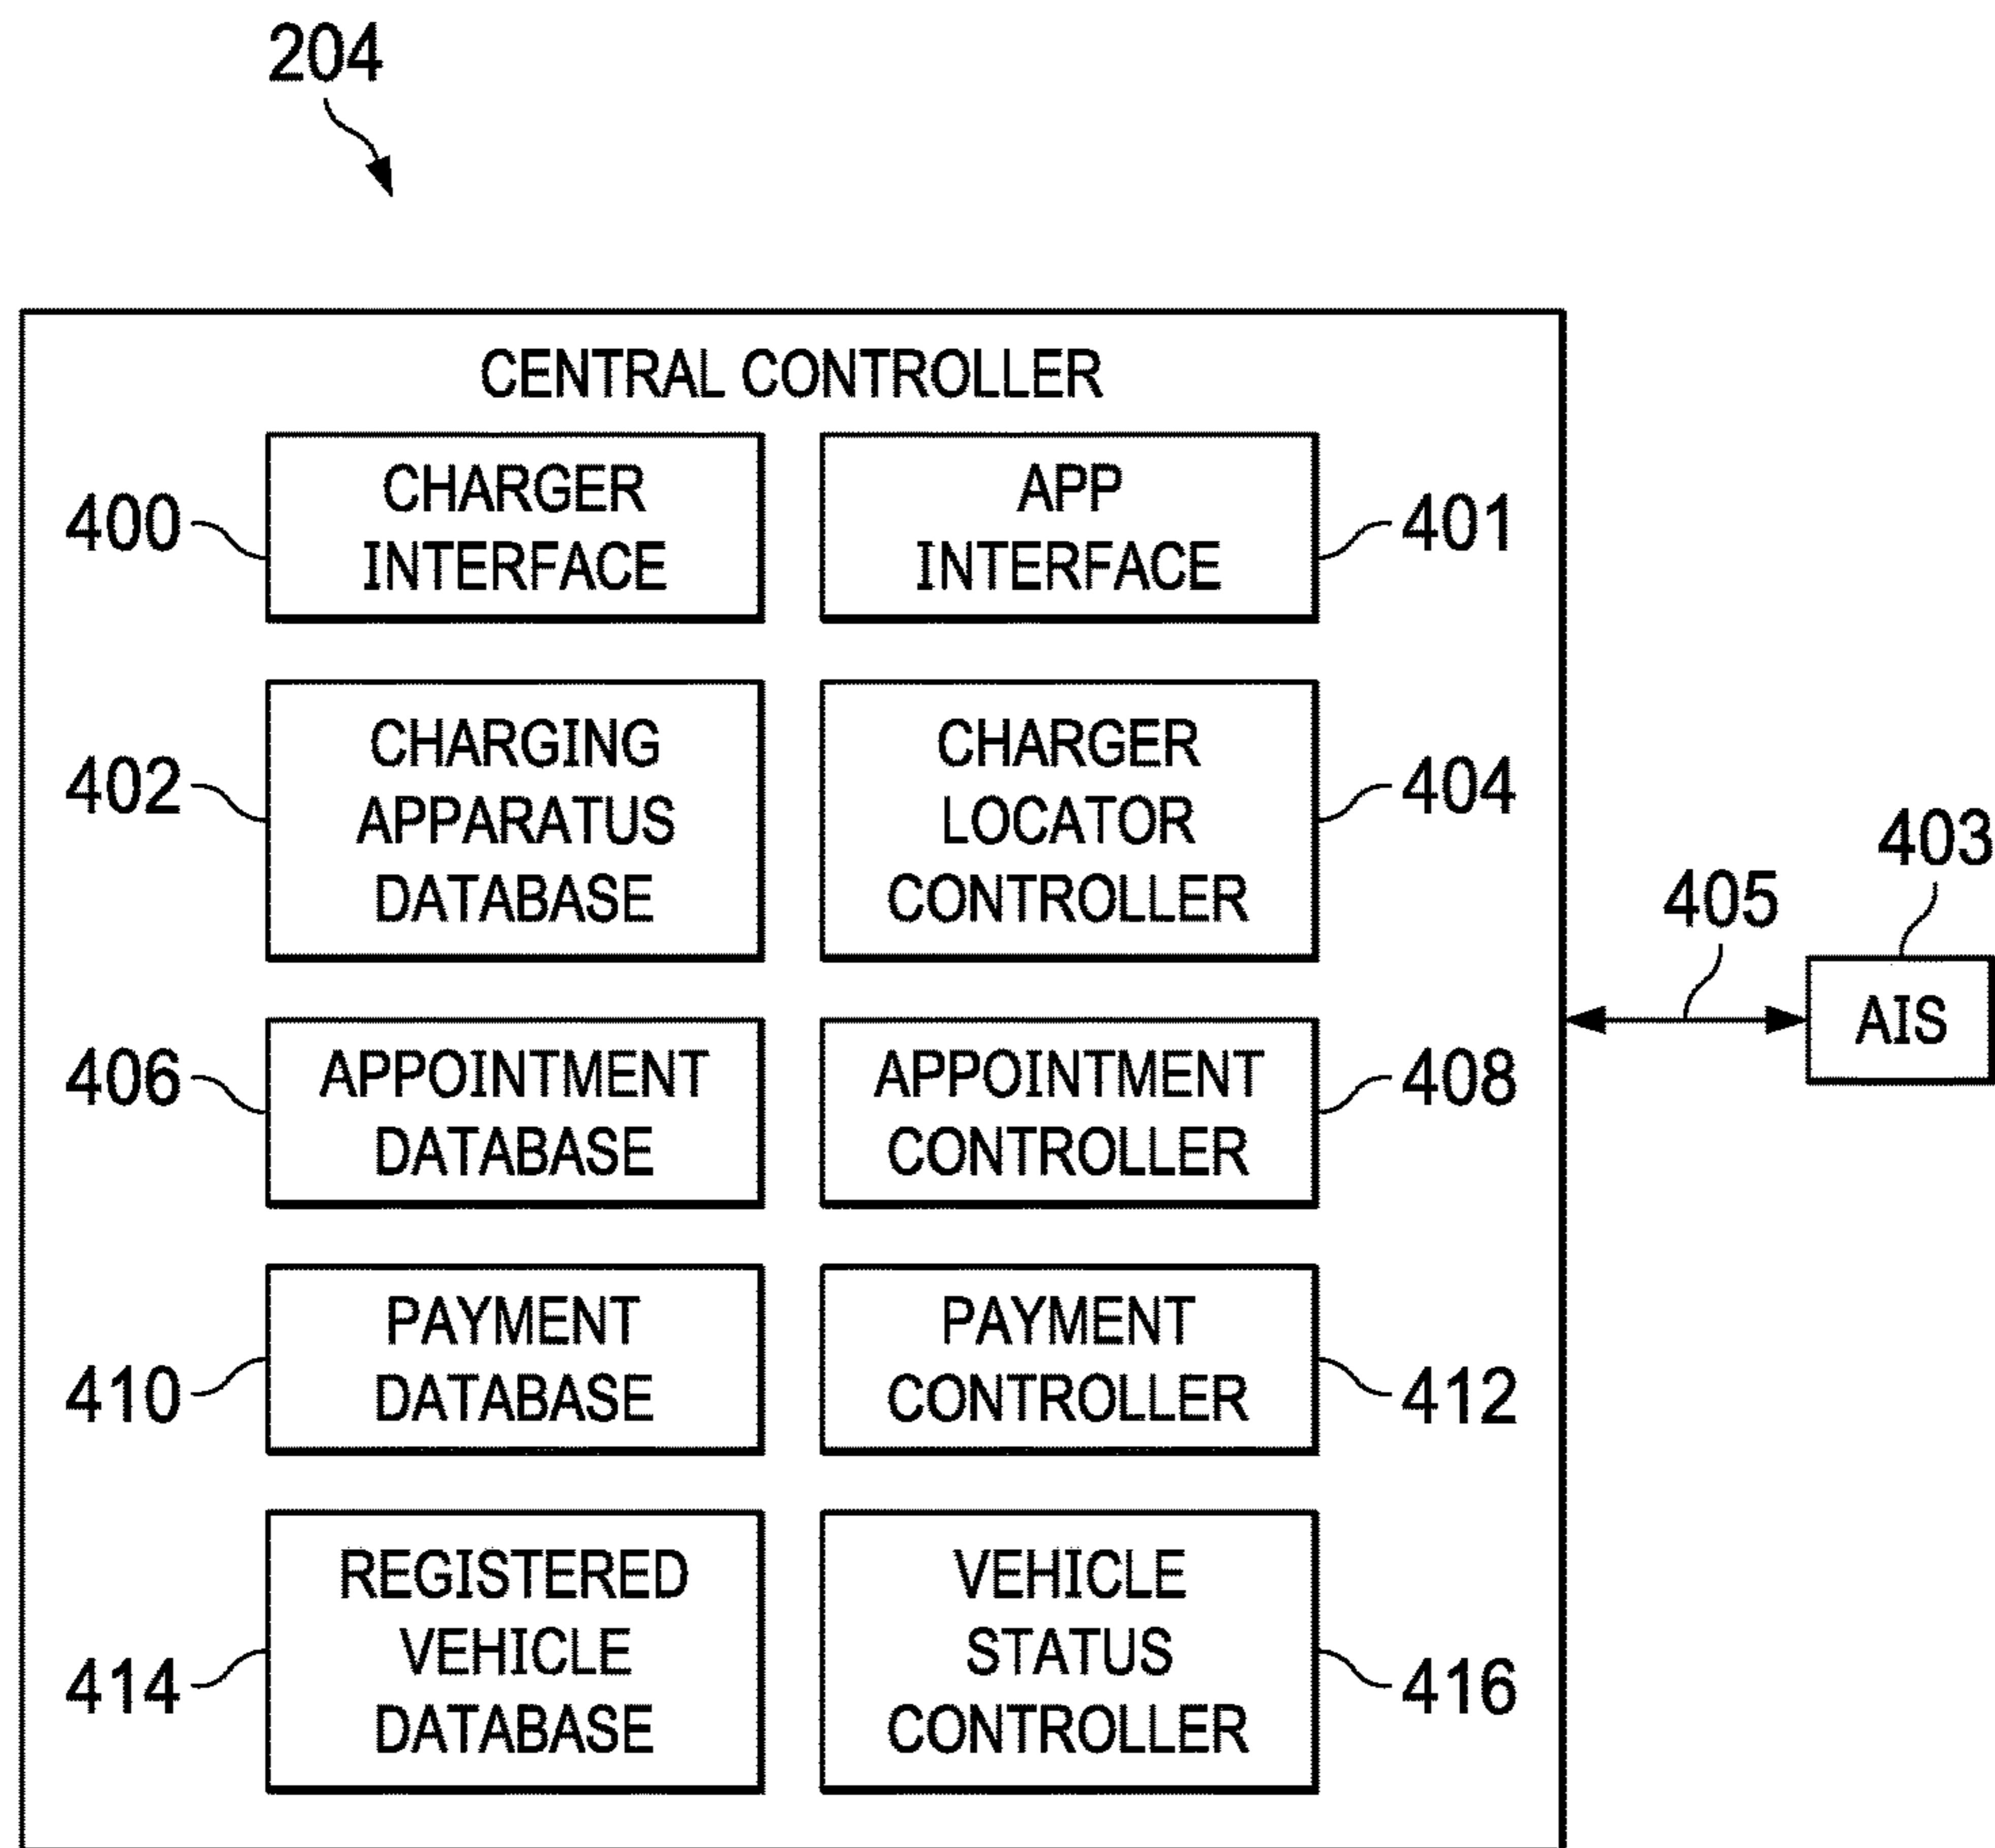 204
CENTRAL CONTROLLER
400
CHARGER
INTERFACE
APP
INTERFACE
401
402
CHARGING
APPARATUS
DATABASE
CHARGER
LOCATOR
CONTROLLER
404
405
403
AIS
406
APPOINTMENT
DATABASE
APPOINTMENT
CONTROLLER
408
410
PAYMENT
DATABASE
PAYMENT
CONTROLLER
412
414
REGISTERED
VEHICLE
DATABASE
VEHICLE
STATUS
CONTROLLER
416